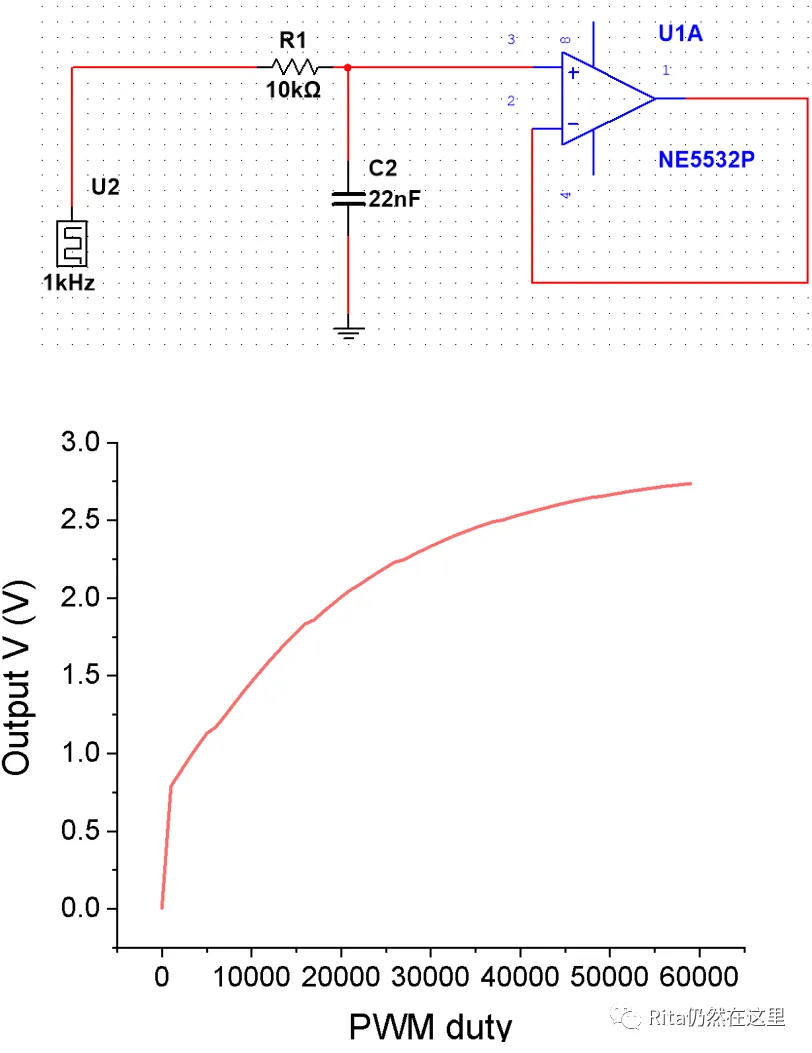 R1
10kΩ
U2
1kHz
C2
22nF
3
2
8
4
1
U1A
NE5532P
+
−
Output V (V)
3.0
2.5
2.0
1.5
1.0
0.5
0.0
0 10000 20000 30000 40000 50000 60000
PWM duty
Rita仍然在这里